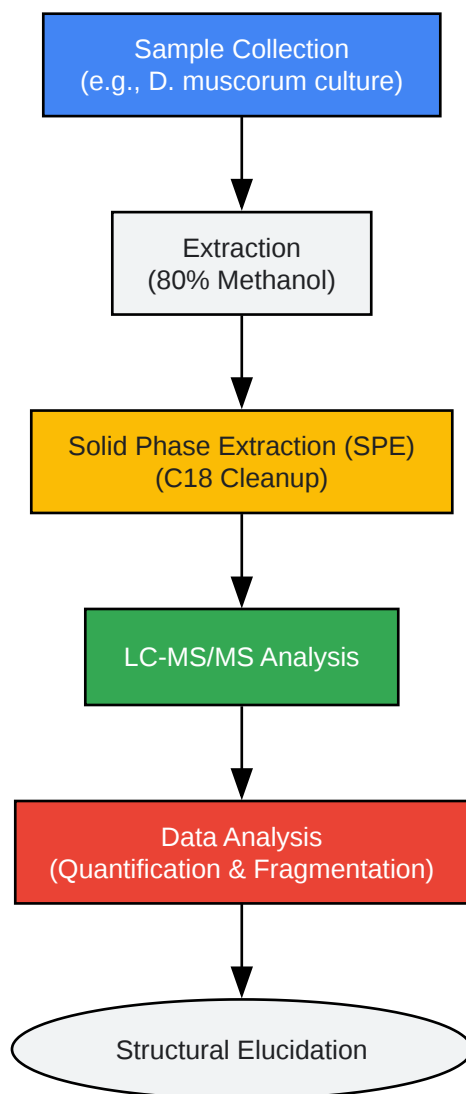 Sample Collection
(e.g., D. muscorum culture)
Extraction
(80% Methanol)
Solid Phase Extraction (SPE)
(C18 Cleanup)
LC-MS/MS Analysis
Data Analysis
(Quantification & Fragmentation)
Structural Elucidation